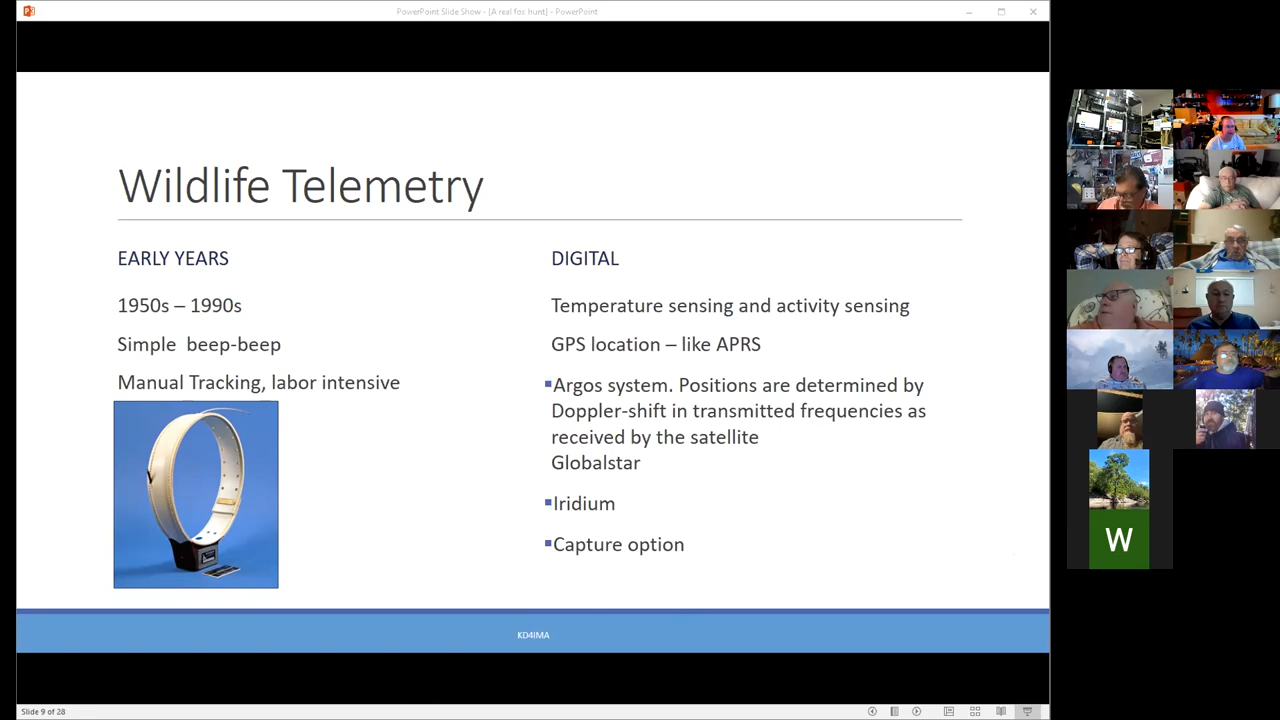 PowerPoint Slide Show - [A real fox hunt] - PowerPoint
Wildlife Telemetry
EARLY YEARS
1950s – 1990s
Simple beep-beep
Manual Tracking, labor intensive
DIGITAL
Temperature sensing and activity sensing
GPS location – like APRS
Argos system. Positions are determined by
Doppler-shift in transmitted frequencies as
received by the satellite
Globalstar
Iridium
Capture option
KD4IMA
Slide 9 of 28
W